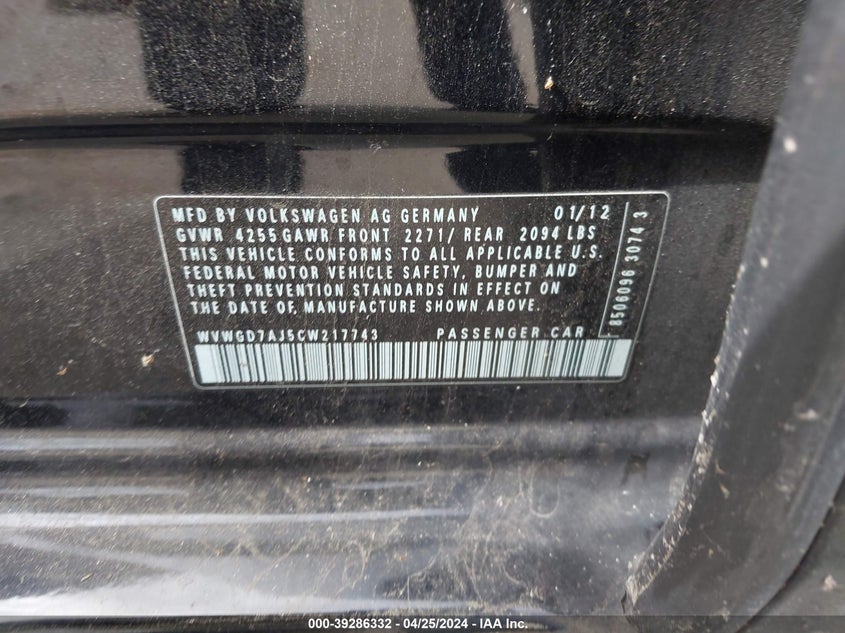 MFD BY VOLKSWAGEN AG GERMANY 01/12
GVWR 4255 GAWR FRONT 2271/ REAR 2094 LBS
THIS VEHICLE CONFORMS TO ALL APPLICABLE U.S.
FEDERAL MOTOR VEHICLE SAFETY, BUMPER AND
THEFT PREVENTION STANDARDS IN EFFECT ON
THE DATE OF MANUFACTURE SHOWN ABOVE.
WVWGD7AJ5CW217743 PASSENGER CAR
8506096 3074 3
000-39286332 - 04/25/2024 - IAA Inc.